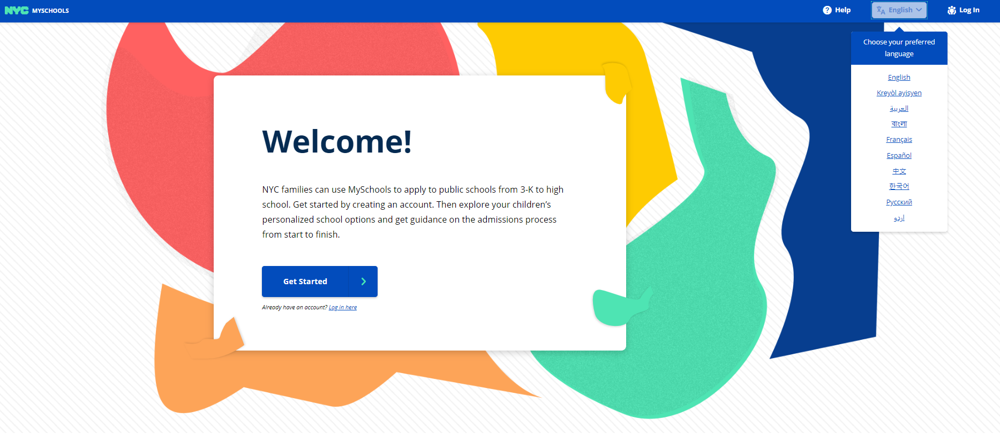 NYC MYSCHOOLS
Help
English
Log In
Choose your preferred
language
English
Kreyòl ayisyen
العربية
বাংলা
Français
Español
中文
한국어
Русский
اردو
Welcome!
NYC families can use MySchools to apply to public schools from 3-K to high
school. Get started by creating an account. Then explore your children’s
personalized school options and get guidance on the admissions process
from start to finish.
Get Started
Already have an account? Log in here